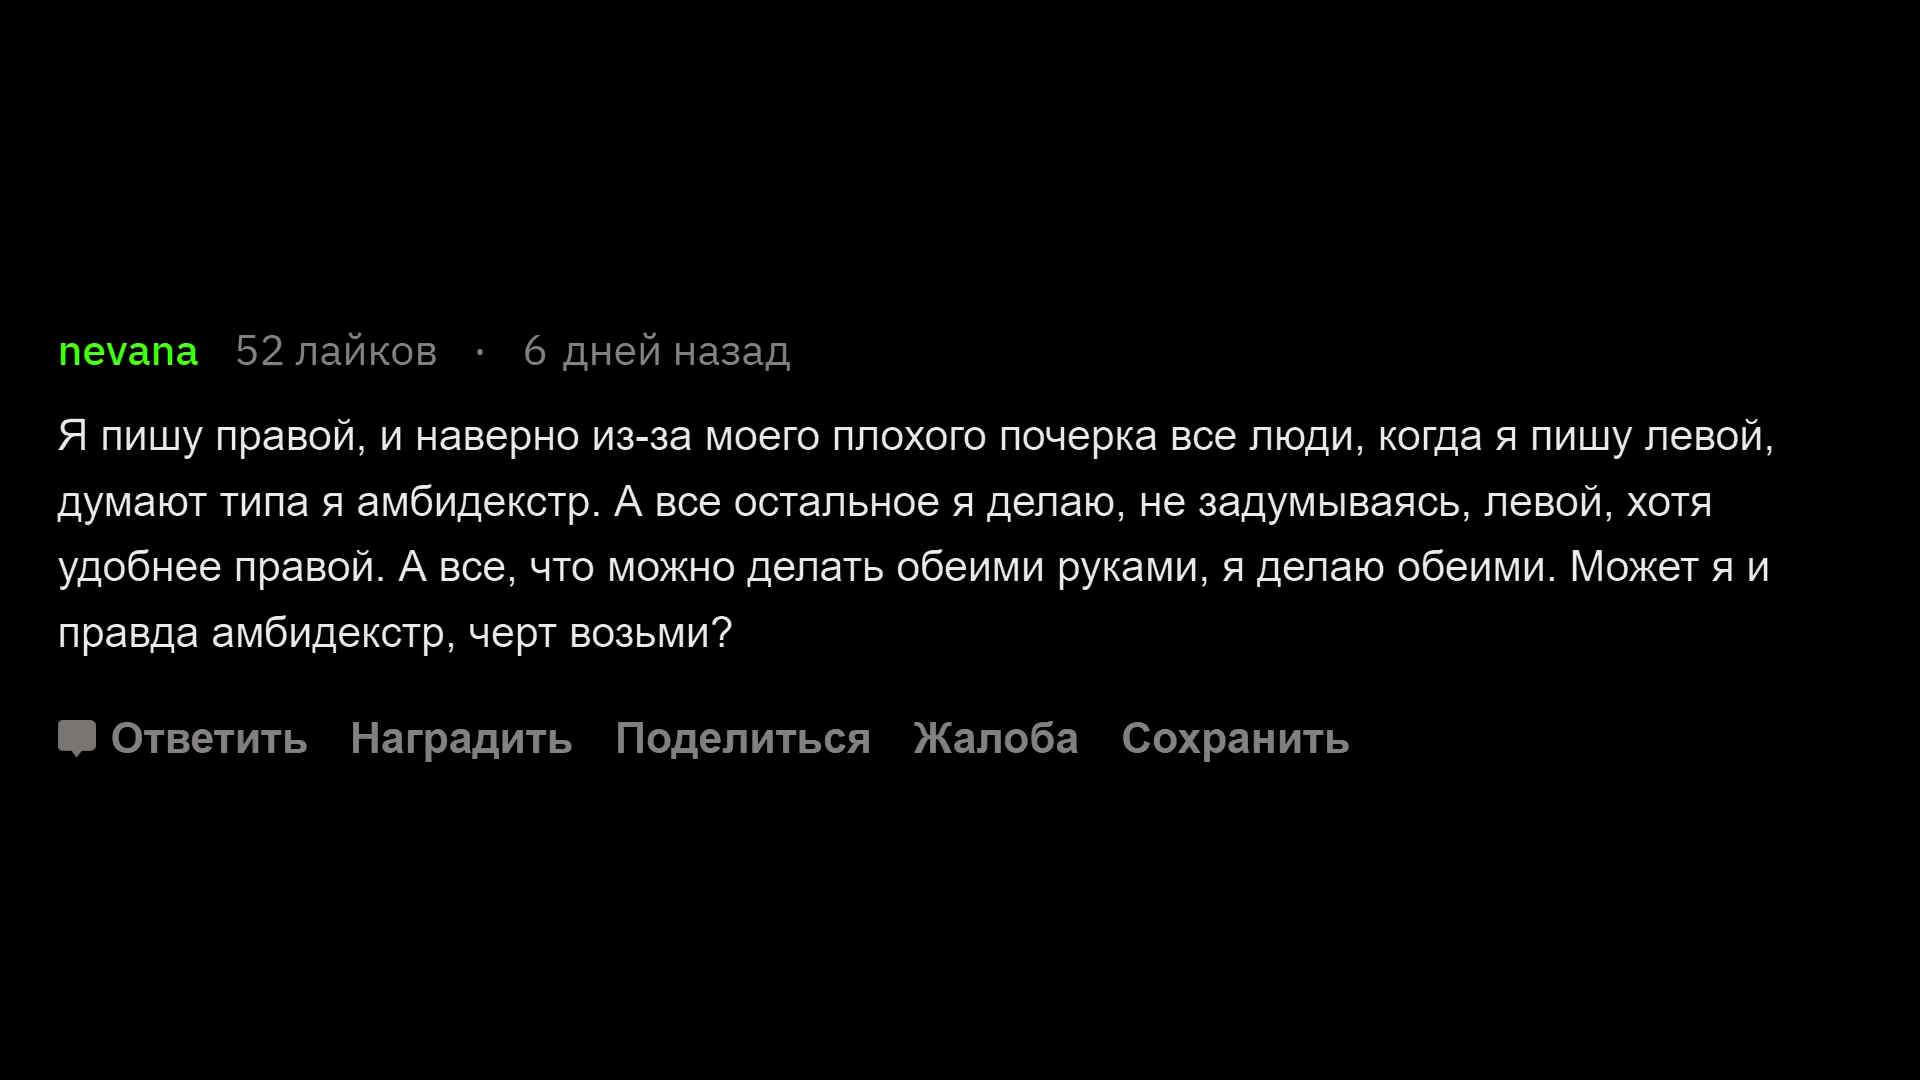 nevana 52 лайков · 6 дней назад
Я пишу правой, и наверно из-за моего плохого почерка все люди, когда я пишу левой,
думают типа я амбидекстр. А все остальное я делаю, не задумываясь, левой, хотя
удобнее правой. А все, что можно делать обеими руками, я делаю обеими. Может я и
правда амбидекстр, черт возьми?
Ответить Наградить Поделиться Жалоба Сохранить